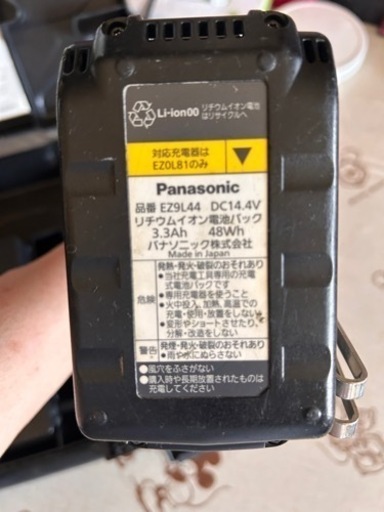 Li-ion00 リチウムイオン電池
はリサイクルへ
対応充電器は
EZ0L81のみ
Panasonic
品番 EZ9L44 DC14.4V
リチウムイオン電池パック
3.3Ah 48Wh
パナソニック株式会社
Made in Japan
危険
発熱・発火・破裂のおそれあり
●当社充電工具専用の充電
式電池パックです
●専用充電器を使うこと
●火中投入、加熱、高温での
充電・使用・放置をしない
●変形やショートさせたり、
分解・改造をしない
警告
発煙・発火・破裂のおそれあり
●雨や水にぬらさない
●風穴をふさがない
●購入時や長期放置されたものは
充電してください